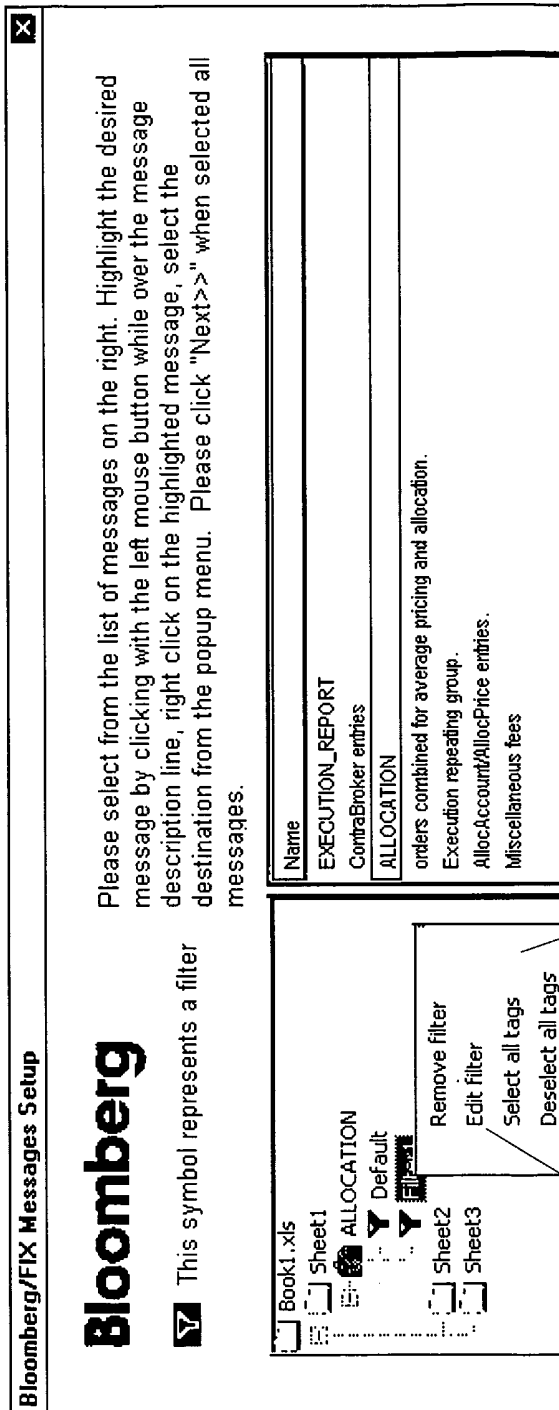 Bloomberg/FIX Messages Setup
Bloomberg
This symbol represents a filter
Please select from the list of messages on the right. Highlight the desired
message by clicking with the left mouse button while over the message
description line, right click on the highlighted message, select the
destination from the popup menu. Please click "Next>>" when selected all
messages.
Book1.xls
Sheet1
ALLOCATION
Default
Sheet2
Sheet3
Remove filter
Edit filter
Select all tags
Deselect all tags
Name
EXECUTION_REPORT
ContraBroker entries
ALLOCATION
orders combined for average pricing and allocation.
Execution repeating group.
AllocAccount/AllocPrice entries.
Miscellaneous fees